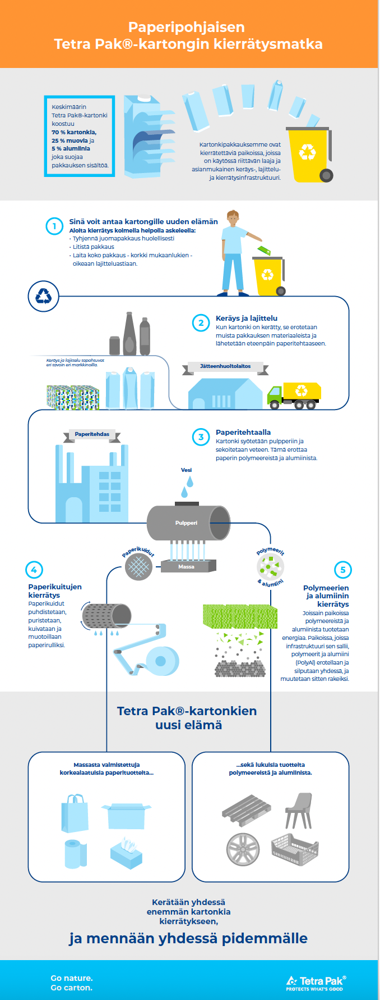 Paperipohjaisen
Tetra Pak®-kartongin kierrätysmatka
Keskimäärin
Tetra Pak®-kartonki
koostuu
70 % kartonkia,
25 % muovia ja
5 % alumiinia
joka suojaa
pakkauksen sisältöä.
Kartonkipakkauksemme ovat
kierrätettäviä paikoissa, joissa
on käytössä riittävän laaja ja
asianmukainen keräys-, lajittelu-
ja kierrätysinfrastruktuuri.
1
Sinä voit antaa kartongille uuden elämän
Aloita kierrätys kolmella helpolla askeleella:
· Tyhjennä juomapakkaus huolellisesti
· Litistä pakkaus
· Laita koko pakkaus - korkki mukaanlukien -
oikeaan lajitteluastiaan.
2
Keräys ja lajittelu
Kun kartonki on kerätty, se erotetaan
muista pakkauksen materiaaleista ja
lähetetään eteenpäin paperitehtaaseen.
Keräys ja lajittelu tapahtuvat
eri tavoin eri markkinoilla.
Jätteenhuoltolaitos
Paperitehdas
3
Paperitehtaalla
Kartonki syötetään pulpperiin ja
sekoitetaan veteen. Tämä erottaa
paperin polymeereistä ja alumiinista.
Vesi
Pulpperi
Massa
Paperikuidut
Polymeerit
& alumiini
4
Paperikuitujen
kierrätys
Paperikuidut
puhdistetaan,
puristetaan,
kuivataan ja
muotoillaan
paperirulliksi.
5
Polymeerien
ja alumiinin
kierrätys
Joissain paikoissa
polymeereistä ja
alumiinista tuotetaan
energiaa. Paikoissa, joissa
infrastruktuuri sen sallii,
polymeerit ja alumiini
(PolyAl) erotellaan ja
silputaan yhdessä, ja
muutetaan sitten rakeiksi.
Tetra Pak®-kartonkien
uusi elämä
Massasta valmistettuja
korkealaatuisia paperituotteita...
...sekä lukuisia tuotteita
polymeereistä ja alumiinista.
Kerätään yhdessä
enemmän kartonkia
kierrätykseen,
ja mennään yhdessä pidemmälle
Go nature.
Go carton.
Tetra Pak®
PROTECTS WHAT'S GOOD